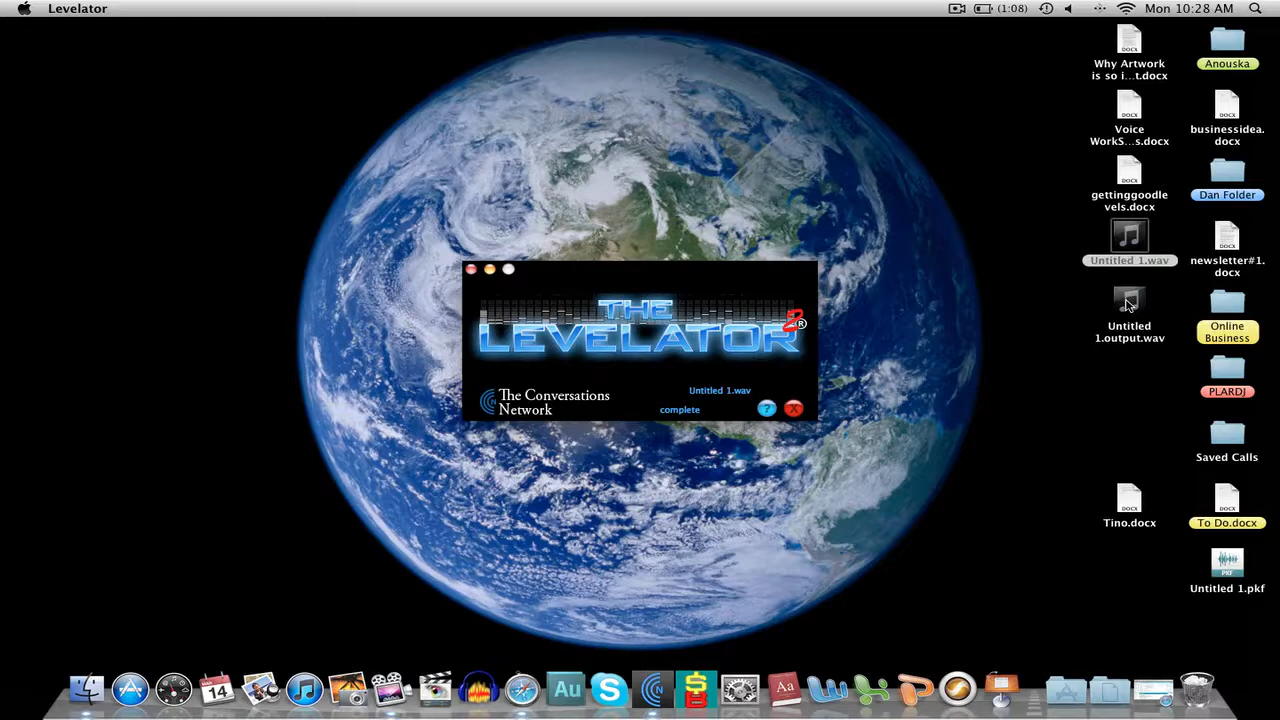 Levelator
(1:08)
Mon 10:28 AM
Why Artwork
is so i...t.docx
Anouska
Voice
WorkS...s.docx
businessidea.
docx
gettinggoodle
vels.docx
Dan Folder
Untitled 1.wav
newsletter#1.
docx
Untitled
1.output.wav
Online
Business
PLARDJ
Saved Calls
Tino.docx
To Do.docx
PKF
Untitled 1.pkf
THE
LEVELATOR
2
®
The Conversations
Network
Untitled 1.wav
complete
?
X
14
Au
S
$
B
Aa
W
X
P